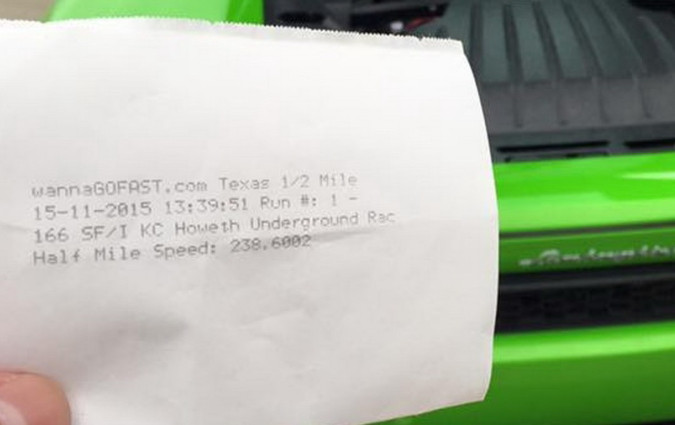 wannaGOFAST.com Texas 1/2 Mile
15-11-2015 13:39:51 Run #: 1 -
166 SF/I KC Howeth Underground Rac
Half Mile Speed: 238.6002